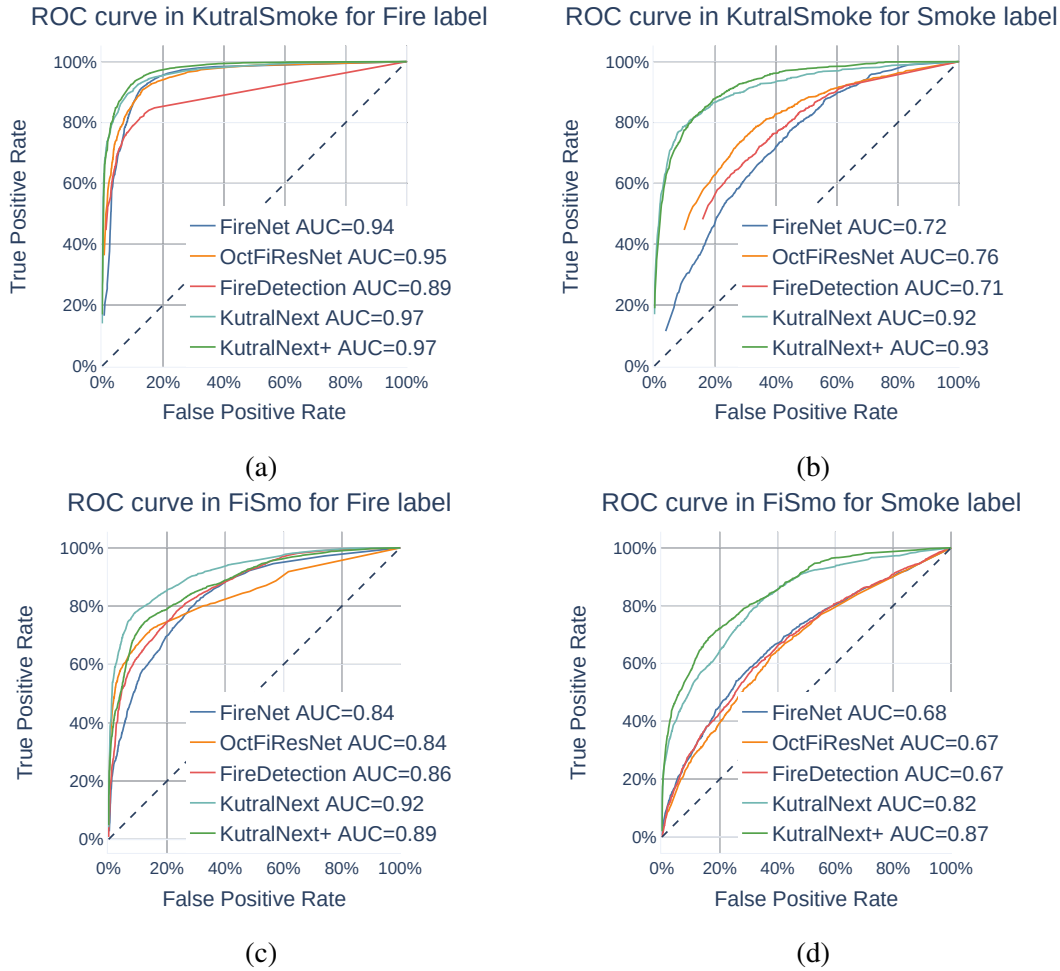 ROC curve in KutralSmoke for Fire label
True Positive Rate
100%
80%
60%
40%
20%
0%
FireNet AUC=0.94
OctFiResNet AUC=0.95
FireDetection AUC=0.89
KutralNext AUC=0.97
KutralNext+ AUC=0.97
0% 20% 40% 60% 80% 100%
False Positive Rate
(a)
ROC curve in KutralSmoke for Smoke label
True Positive Rate
100%
80%
60%
40%
20%
0%
FireNet AUC=0.72
OctFiResNet AUC=0.76
FireDetection AUC=0.71
KutralNext AUC=0.92
KutralNext+ AUC=0.93
0% 20% 40% 60% 80% 100%
False Positive Rate
(b)
ROC curve in FiSmo for Fire label
True Positive Rate
100%
80%
60%
40%
20%
0%
FireNet AUC=0.84
OctFiResNet AUC=0.84
FireDetection AUC=0.86
KutralNext AUC=0.92
KutralNext+ AUC=0.89
0% 20% 40% 60% 80% 100%
False Positive Rate
(c)
ROC curve in FiSmo for Smoke label
True Positive Rate
100%
80%
60%
40%
20%
0%
FireNet AUC=0.68
OctFiResNet AUC=0.67
FireDetection AUC=0.67
KutralNext AUC=0.82
KutralNext+ AUC=0.87
0% 20% 40% 60% 80% 100%
False Positive Rate
(d)